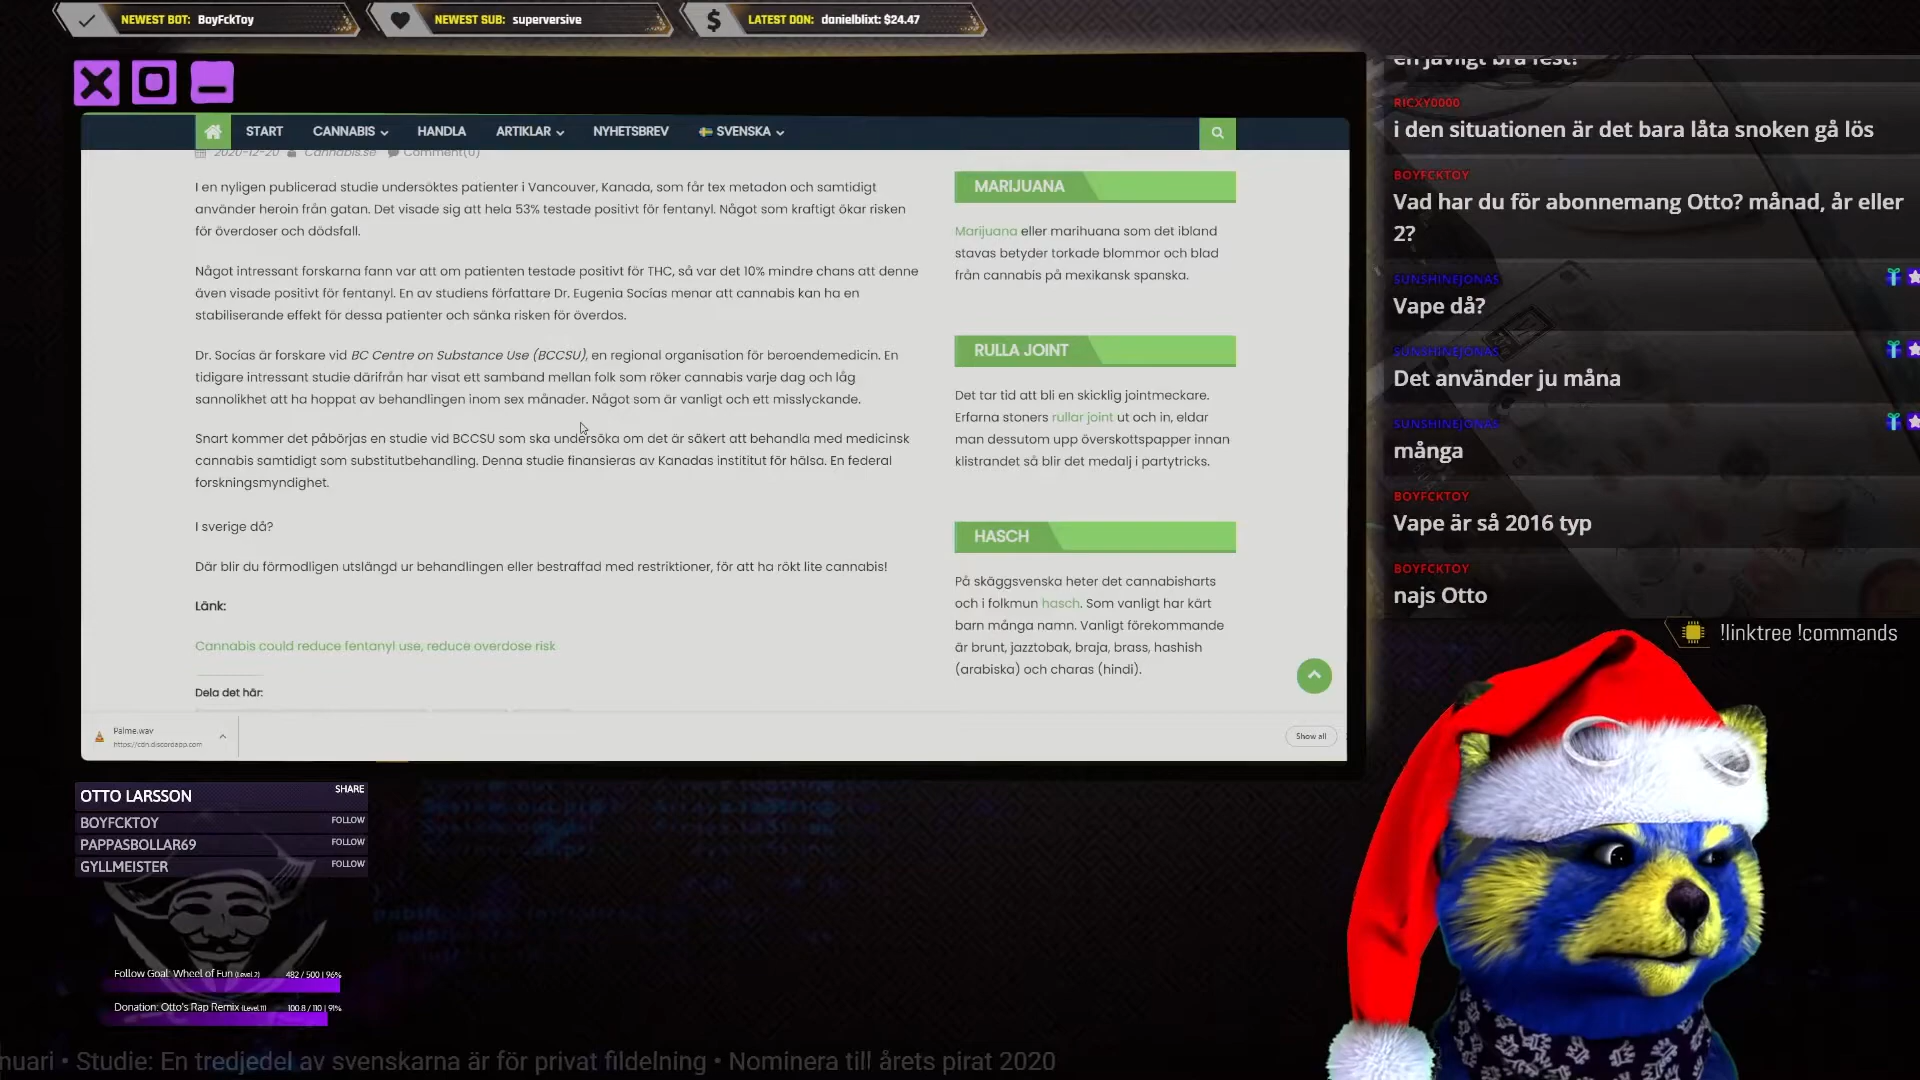 NEWEST BOT: BoyFckToy
NEWEST SUB: superversive
LATEST DON: danielblixt: $24.47
START
CANNABIS
HANDLA
ARTIKLAR
NYHETSBREV
SVENSKA
2020-12-20 Cannabis.se Comment(0)
I en nyligen publicerad studie undersöktes patienter i Vancouver, Kanada, som får tex metadon och samtidigt
använder heroin från gatan. Det visade sig att hela 53% testade positivt för fentanyl. Något som kraftigt ökar risken
för överdoser och dödsfall.
Något intressant forskarna fann var att om patienten testade positivt för THC, så var det 10% mindre chans att denne
även visade positivt för fentanyl. En av studiens författare Dr. Eugenia Socías menar att cannabis kan ha en
stabiliserande effekt för dessa patienter och sänka risken för överdos.
Dr. Socías är forskare vid BC Centre on Substance Use (BCCSU), en regional organisation för beroendemedicin. En
tidigare intressant studie därifrån har visat ett samband mellan folk som röker cannabis varje dag och låg
sannolikhet att ha hoppat av behandlingen inom sex månader. Något som är vanligt och ett misslyckande.
Snart kommer det påbörjas en studie vid BCCSU som ska undersöka om det är säkert att behandla med medicinsk
cannabis samtidigt som substitutbehandling. Denna studie finansieras av Kanadas instititut för hälsa. En federal
forskningsmyndighet.
I sverige då?
Där blir du förmodligen utslängd ur behandlingen eller bestraffad med restriktioner, för att ha rökt lite cannabis!
Länk:
Cannabis could reduce fentanyl use, reduce overdose risk
Dela det här:
MARIJUANA
Marijuana eller marihuana som det ibland
stavas betyder torkade blommor och blad
från cannabis på mexikansk spanska.
RULLA JOINT
Det tar tid att bli en skicklig jointmeckare.
Erfarna stoners rullar joint ut och in, eldar
man dessutom upp överskottspapper innan
klistrandet så blir det medalj i partytricks.
HASCH
På skäggsvenska heter det cannabisharts
och i folkmun hasch. Som vanligt har kärt
barn många namn. Vanligt förekommande
är brunt, jazztobak, braja, brass, hashish
(arabiska) och charas (hindi).
Palme.wav
https://cdn.discordapp.com
Show all
en jävligt bra fest!
RICXY0000
i den situationen är det bara låta snoken gå lös
BOYFCKTOY
Vad har du för abonnemang Otto? månad, år eller
2?
SUNSHINEJONAS
Vape då?
SUNSHINEJONAS
Det använder ju måna
SUNSHINEJONAS
många
BOYFCKTOY
Vape är så 2016 typ
BOYFCKTOY
najs Otto
!linktree !commands
OTTO LARSSON SHARE
BOYFCKTOY FOLLOW
PAPPASBOLLAR69 FOLLOW
GYLLMEISTER FOLLOW
Follow Goal: Wheel of Fun (Level 2) 482 / 500 | 96%
Donation: Otto's Rap Remix (Level 11) 100.8 / 110 | 91%
nuari • Studie: En tredjedel av svenskarna är för privat fildelning • Nominera till årets pirat 2020